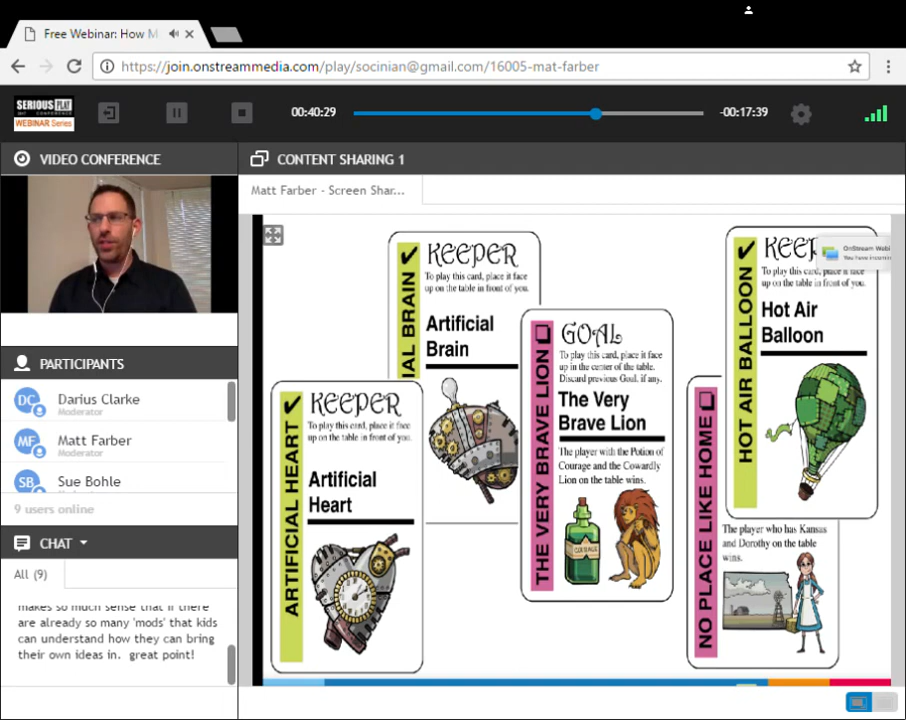 Free Webinar: How M
https://join.onstreammedia.com/play/socinian@gmail.com/16005-mat-farber
SERIOUS PLAY
CONFERENCE
WEBINAR Series
00:40:29
-00:17:39
VIDEO CONFERENCE
CONTENT SHARING 1
Matt Farber - Screen Shar...
PARTICIPANTS
DC
Darius Clarke
Moderator
MF
Matt Farber
Moderator
SB
Sue Bohle
9 users online
CHAT
All (9)
makes so much sense that if there
are already so many 'mods' that kids
can understand how they can bring
their own ideas in. great point!
IAL BRAIN
KEEPER
To play this card, place it face
up on the table in front of you.
Artificial
Brain
ARTIFICIAL HEART
KEEPER
To play this card, place it face
up on the table in front of you.
Artificial
Heart
THE VERY BRAVE LION
GOAL
To play this card, place it face
up in the center of the table.
Discard previous Goal, if any.
The Very
Brave Lion
The player with the Potion of
Courage and the Cowardly
Lion on the table wins.
COURAGE
HOT AIR BALLOON
KEEP
To play this card, place it face
up on the table in front of you.
Hot Air
Balloon
OnStream Webi
You have incomi
NO PLACE LIKE HOME
The player who has Kansas
and Dorothy on the table
wins.